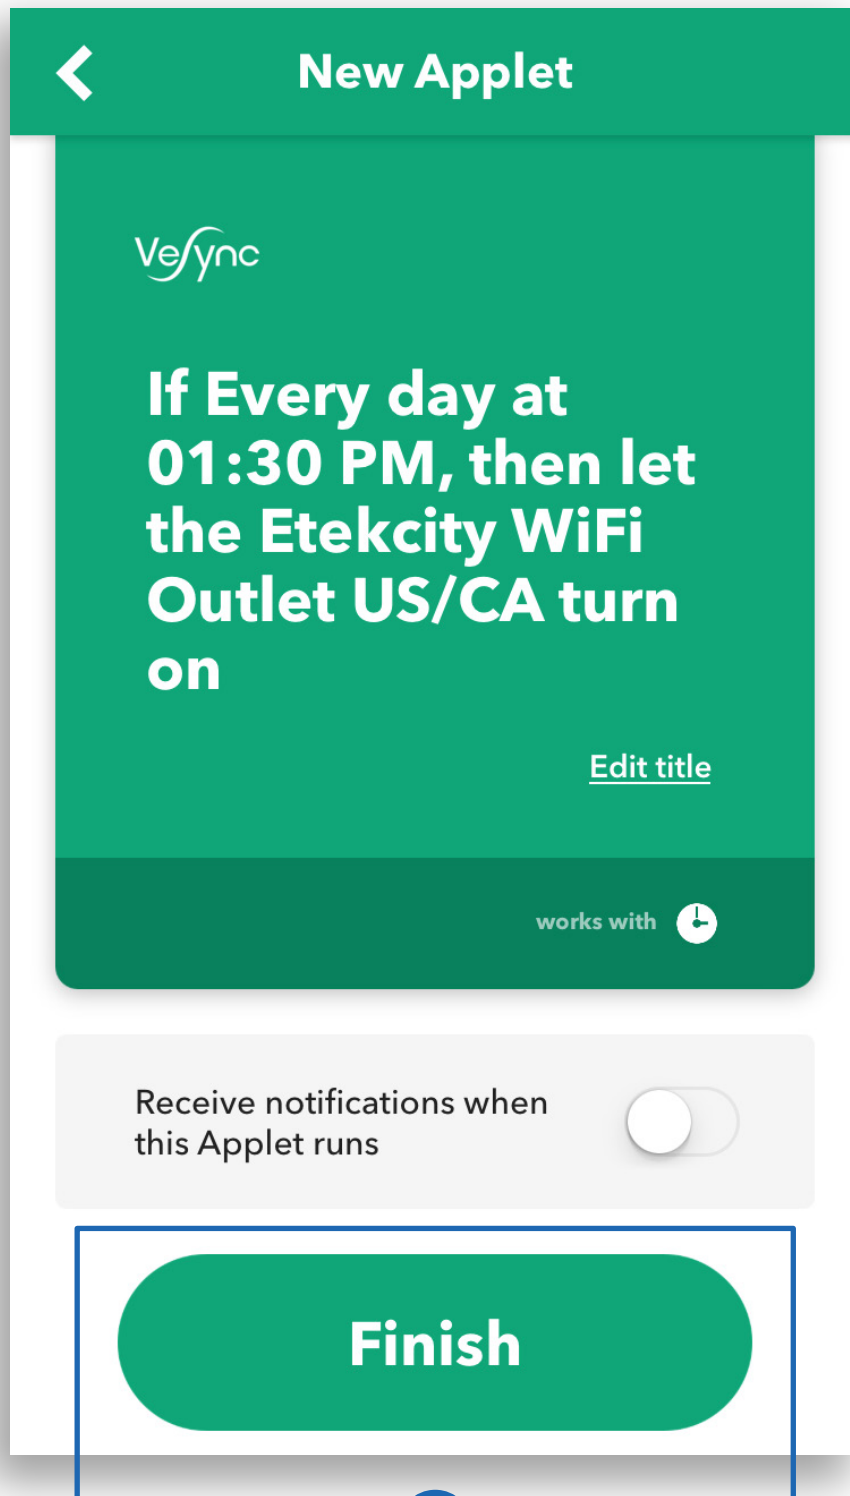 New Applet
VeSync
If Every day at
01:30 PM, then let
the Etekcity WiFi
Outlet US/CA turn
on
Edit title
works with
Receive notifications when
this Applet runs
Finish